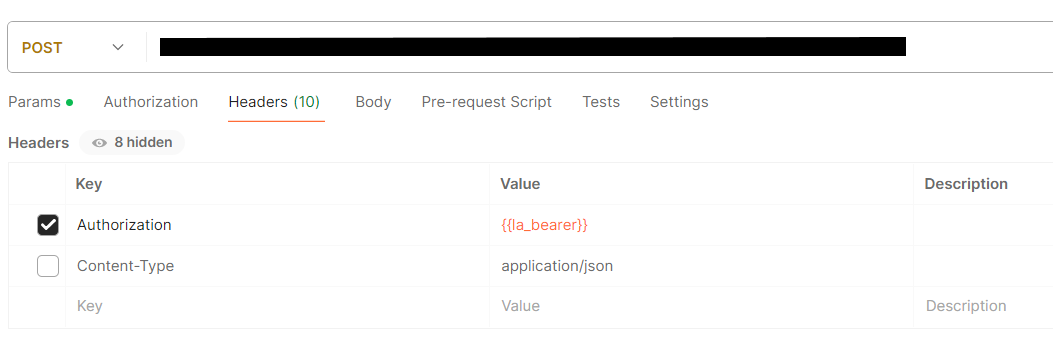 POST
Params Authorization Headers (10) Body Pre-request Script Tests Settings
Headers 8 hidden
Key Value Description
Authorization {{la_bearer}}
Content-Type application/json
Key Value Description